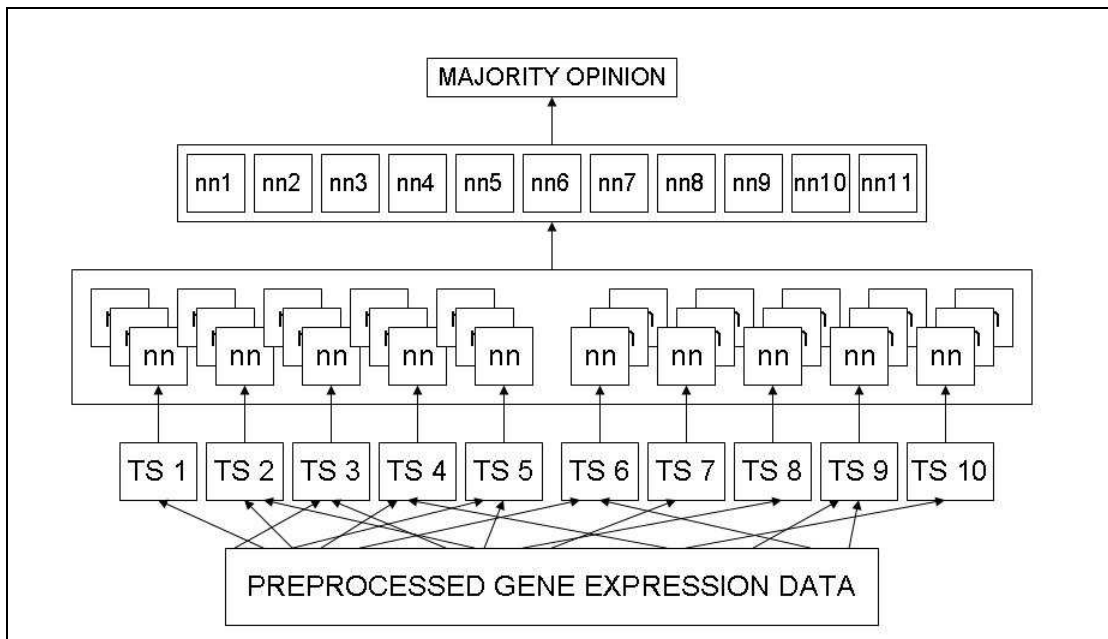 MAJORITY OPINION
nn1 nn2 nn3 nn4 nn5 nn6 nn7 nn8 nn9 nn10 nn11
nn nn nn nn nn nn nn nn nn nn
TS 1 TS 2 TS 3 TS 4 TS 5 TS 6 TS 7 TS 8 TS 9 TS 10
PREPROCESSED GENE EXPRESSION DATA